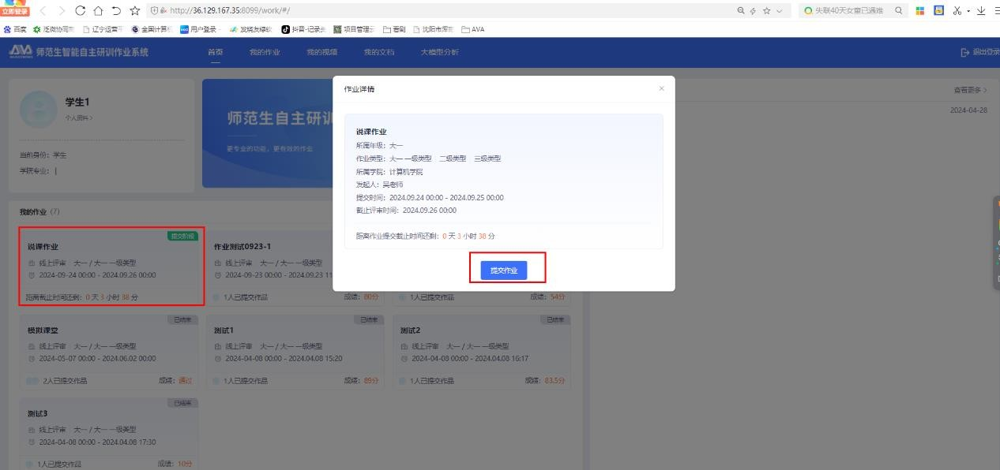 立即登录
http://36.129.167.35:8099/work/#/
失联40天女童已遇难
百度
泛微协同商
辽宁运营平
全国计算机
用户登录 -
发烧友绿软
抖音-记录美
项目管理云
看剧
沈阳市浑南
AVA
AVA 师范生智能自主研训作业系统
首页
我的作业
我的视频
我的文档
大模型分析
退出登录
学生1
个人资料>
当前身份： 学生
学院专业： |
师范生自主研训
更专业的功能，更有效的作业
查看更多 >
2024-04-28
作业详情
×
说课作业
所属年级： 大一
作业类型： 大一 一级类型 二级类型 三级类型
所属学院： 计算机学院
发起人： 吴老师
提交时间： 2024.09.24 00:00 - 2024.09.25 00:00
截止评审时间： 2024.09.26 00:00
距离作业提交截止时间还剩： 0 天 3 小时 38 分
提交作业
我的作业 (7)
提交阶段
说课作业
线上评审 大一 / 大一 一级类型
2024-09-24 00:00 - 2024.09.26 00:00
距离截止时间还剩： 0 天 3 小时 38 分
作业测试0923-1
线上评审 大一 / 大一 一级类型
2024-09-23 00:00 - 2024.09.23 11
1人已提交作品 成绩： 80分
1人已提交作品 成绩： 54分
已结束
模拟课堂
线上评审 大一 / 大一 一级类型
2024-05-07 00:00 - 2024.06.02 00:00
2人已提交作品 成绩： 通过
已结束
测试1
线上评审 大一 / 大一 一级类型
2024-04-08 00:00 - 2024.04.08 15:20
1人已提交作品 成绩： 89分
已结束
测试2
线上评审 大一 / 大一 一级类型
2024-04-08 00:00 - 2024.04.08 16:17
1人已提交作品 成绩： 83.5分
已结束
测试3
线上评审 大一 / 大一 一级类型
2024-04-08 00:00 - 2024.04.08 17:30
1人已提交作品 成绩： 10分